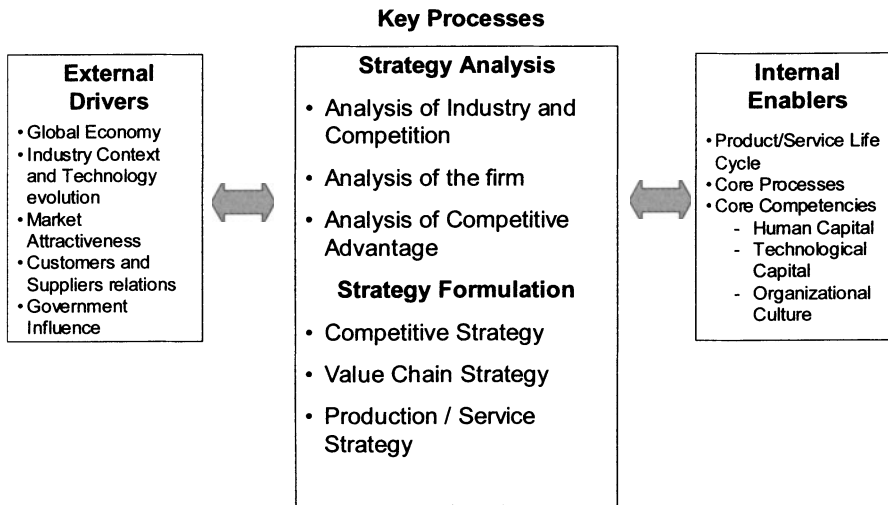 Key Processes
External
Drivers
• Global Economy
• Industry Context
and Technology
evolution
• Market
Attractiveness
• Customers and
Suppliers relations
• Government
Influence
Strategy Analysis
• Analysis of Industry and
Competition
• Analysis of the firm
• Analysis of Competitive
Advantage
Strategy Formulation
• Competitive Strategy
• Value Chain Strategy
• Production / Service
Strategy
Internal
Enablers
• Product/Service Life
Cycle
• Core Processes
• Core Competencies
- Human Capital
- Technological
Capital
- Organizational
Culture